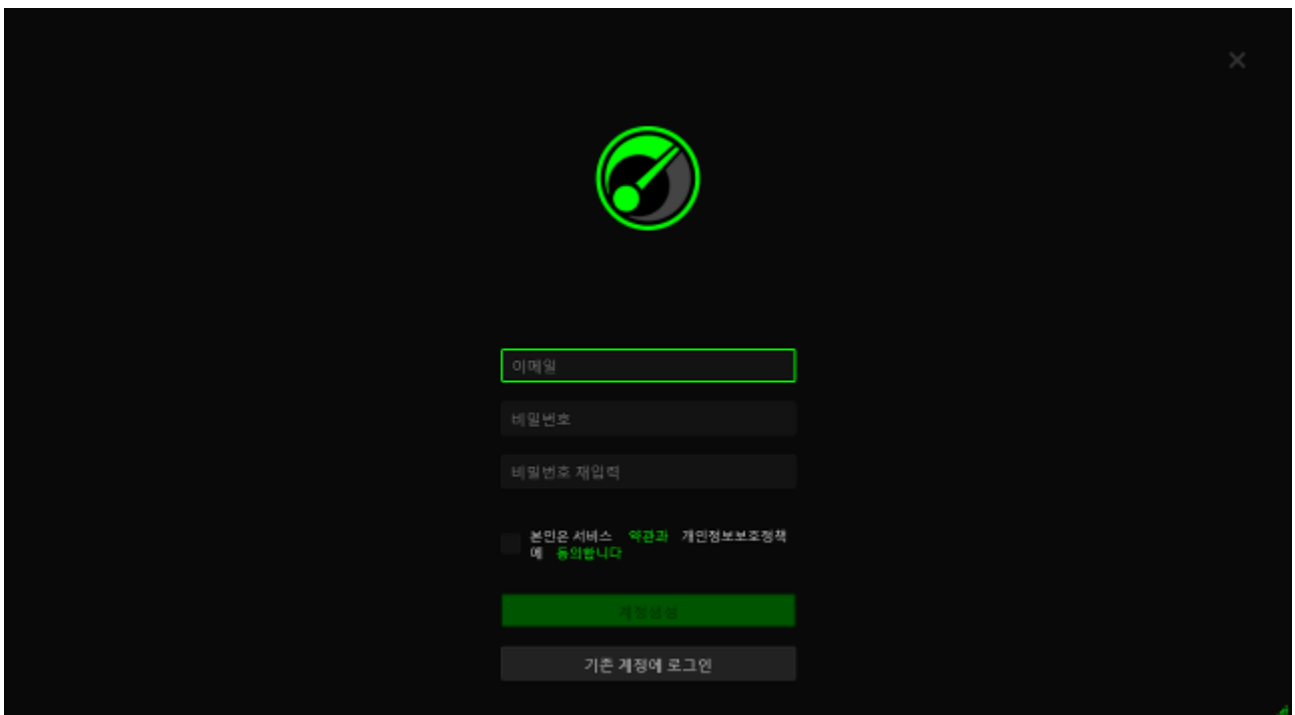 이메일
비밀번호
비밀번호 재입력
본인은 서비스 약관과 개인정보보호정책
에 동의합니다
계정생성
기존 계정에 로그인